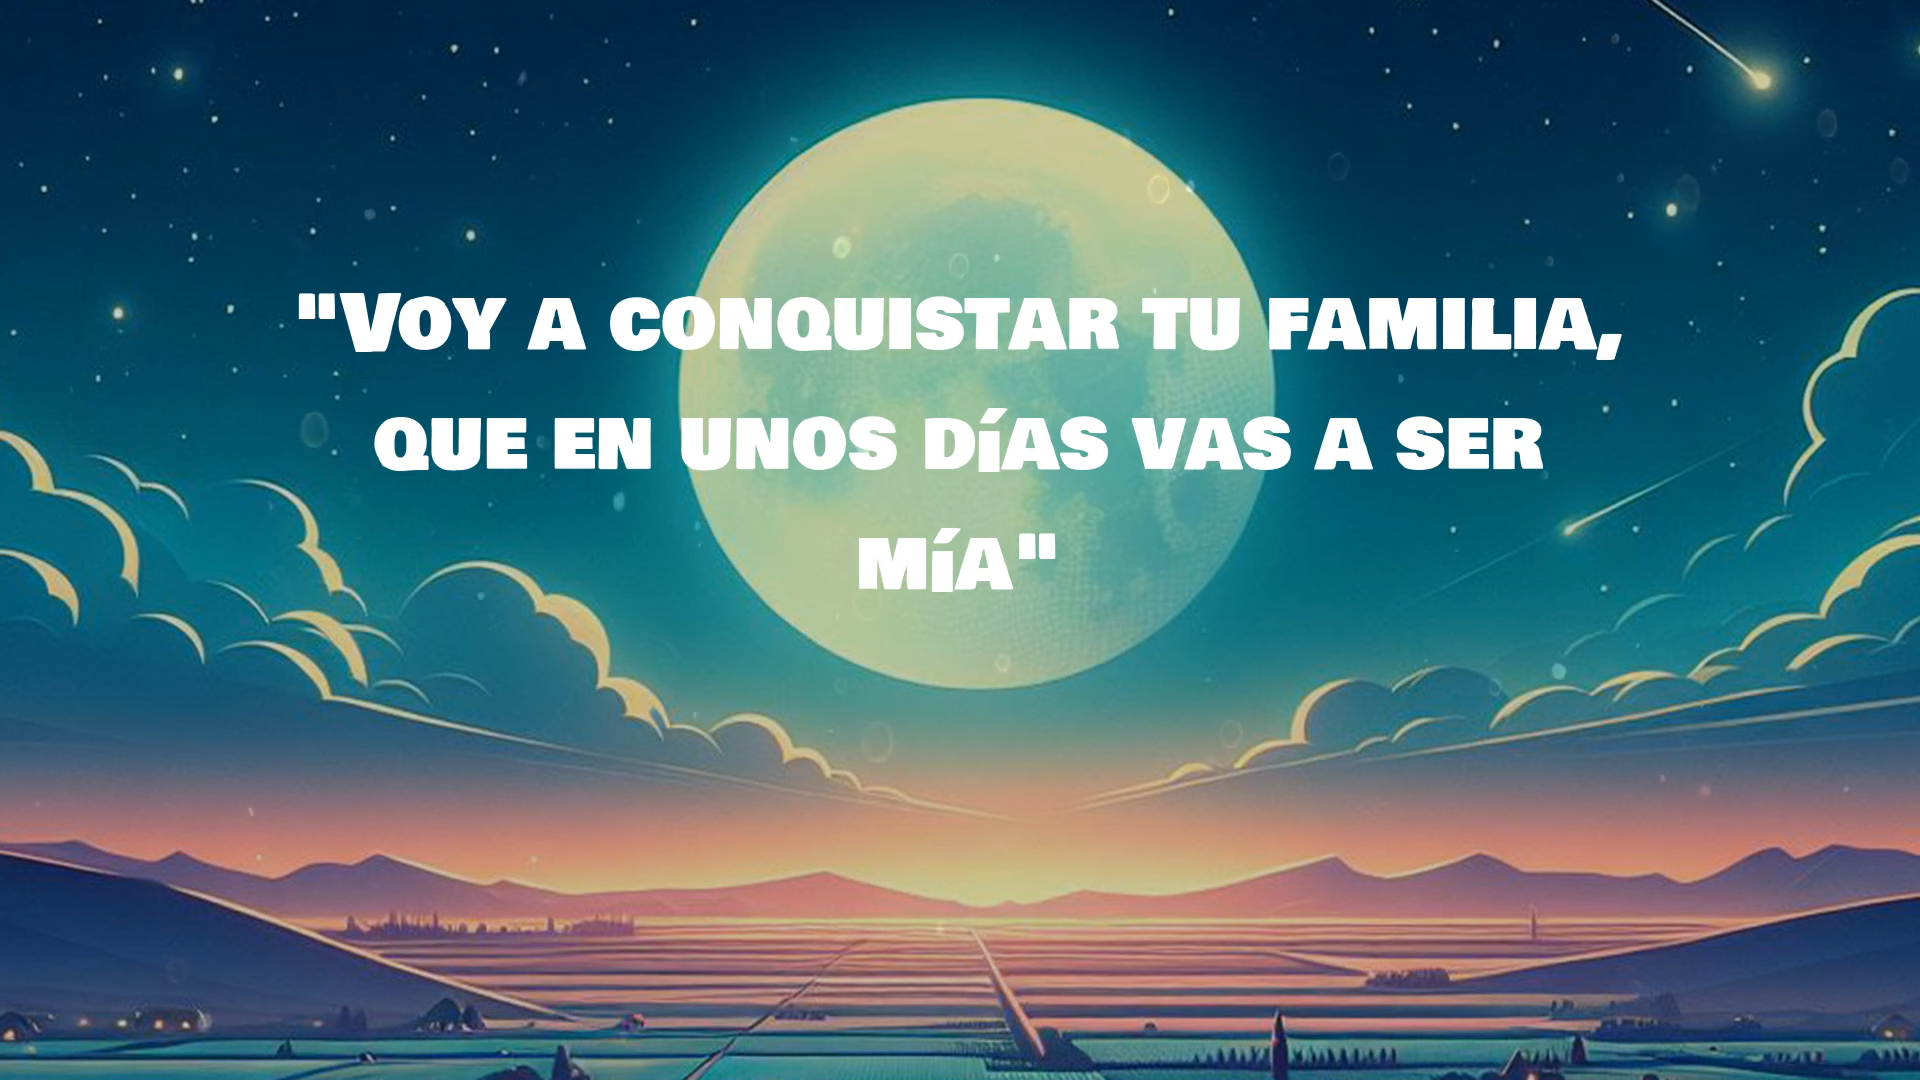 "Voy a conquistar tu familia,
que en unos días vas a ser
mía"